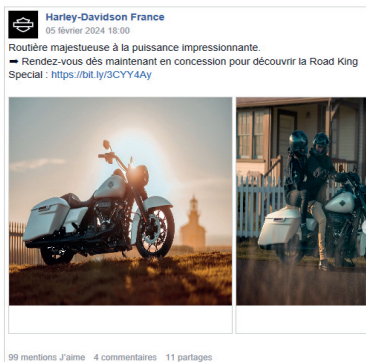 Harley-Davidson France
05 février 2024 18:00
Routière majestueuse à la puissance impressionnante.
➡ Rendez-vous dès maintenant en concession pour découvrir la Road King
Special : https://bit.ly/3CYY4Ay
99 mentions J'aime 4 commentaires 11 partages